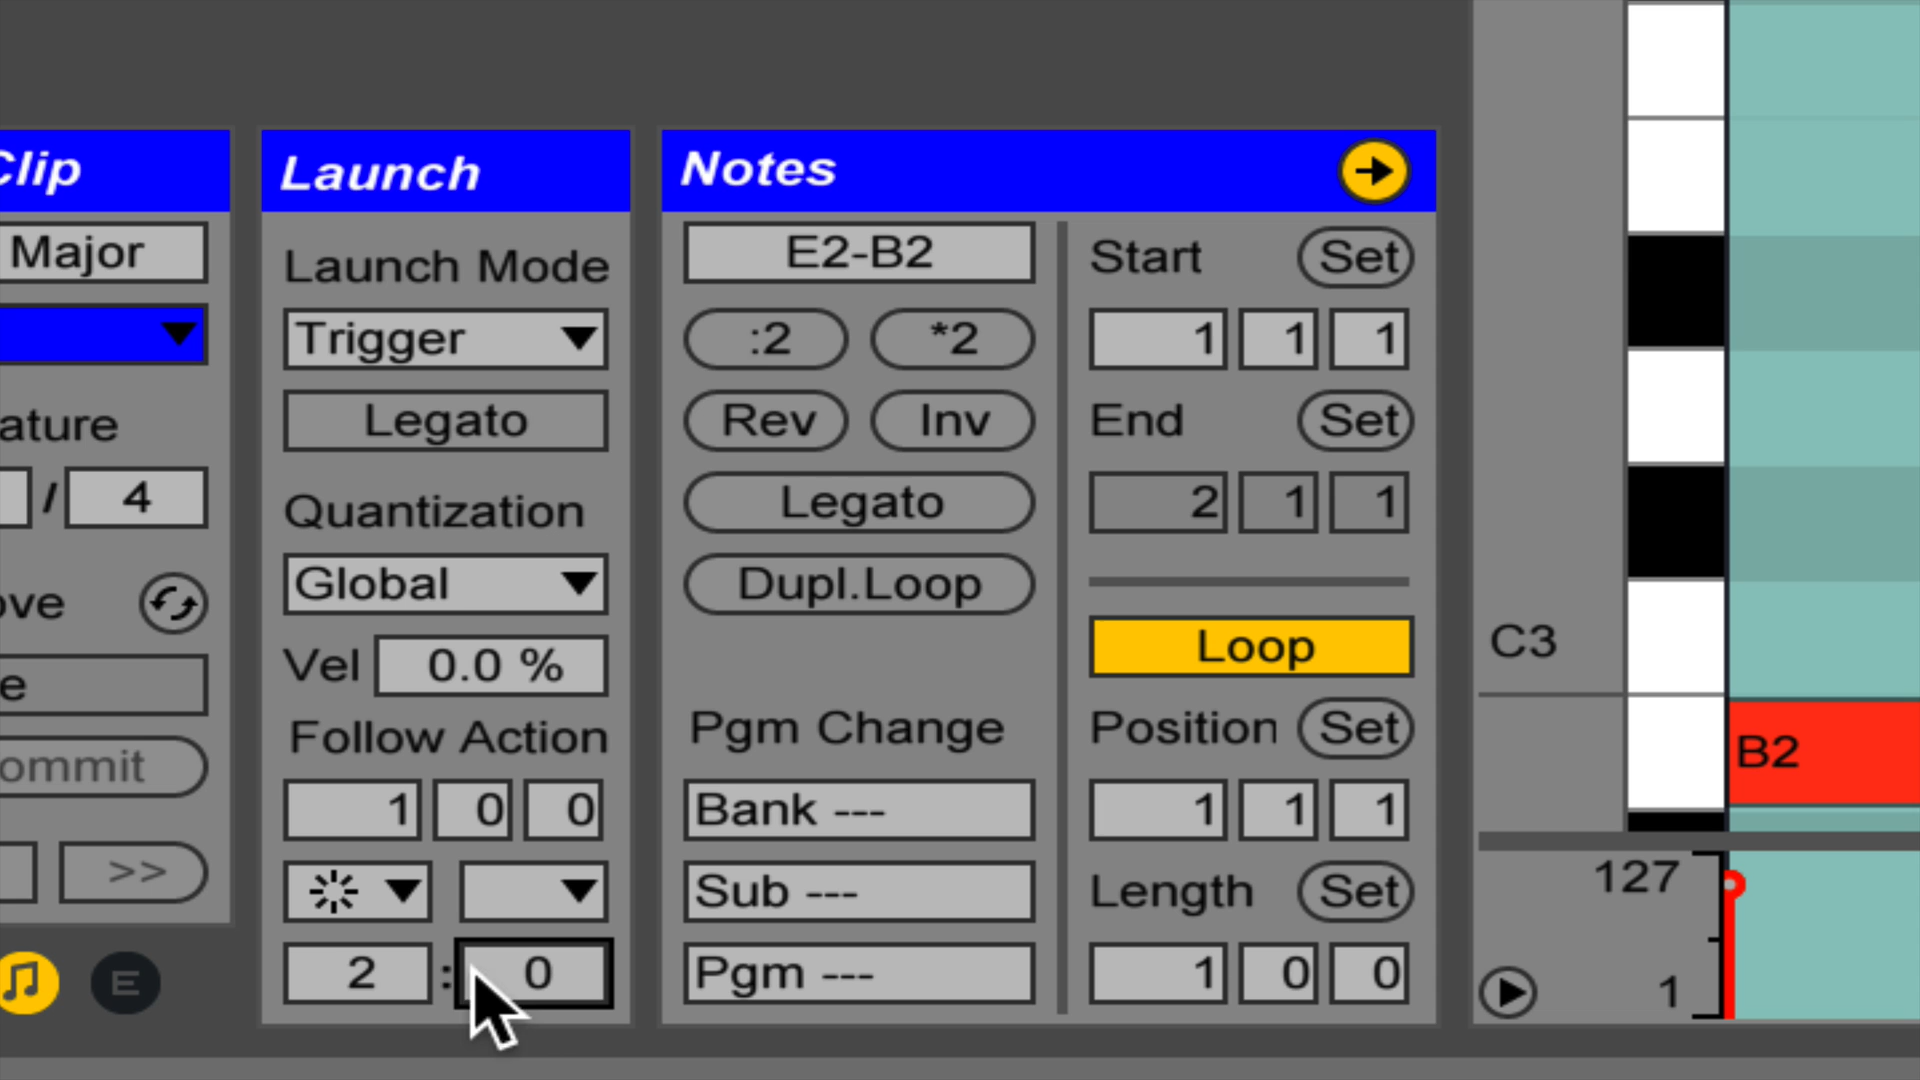 Clip
Major
ature
/ 4
ove
e
ommit
>>
E
Launch
Launch Mode
Trigger
Legato
Quantization
Global
Vel 0.0 %
Follow Action
1 0 0
2 : 0
Notes
E2-B2
:2 *2
Rev Inv
Legato
Dupl.Loop
Pgm Change
Bank ---
Sub ---
Pgm ---
Start Set
1 1 1
End Set
2 1 1
Loop
Position Set
1 1 1
Length Set
1 0 0
C3
B2
127
1